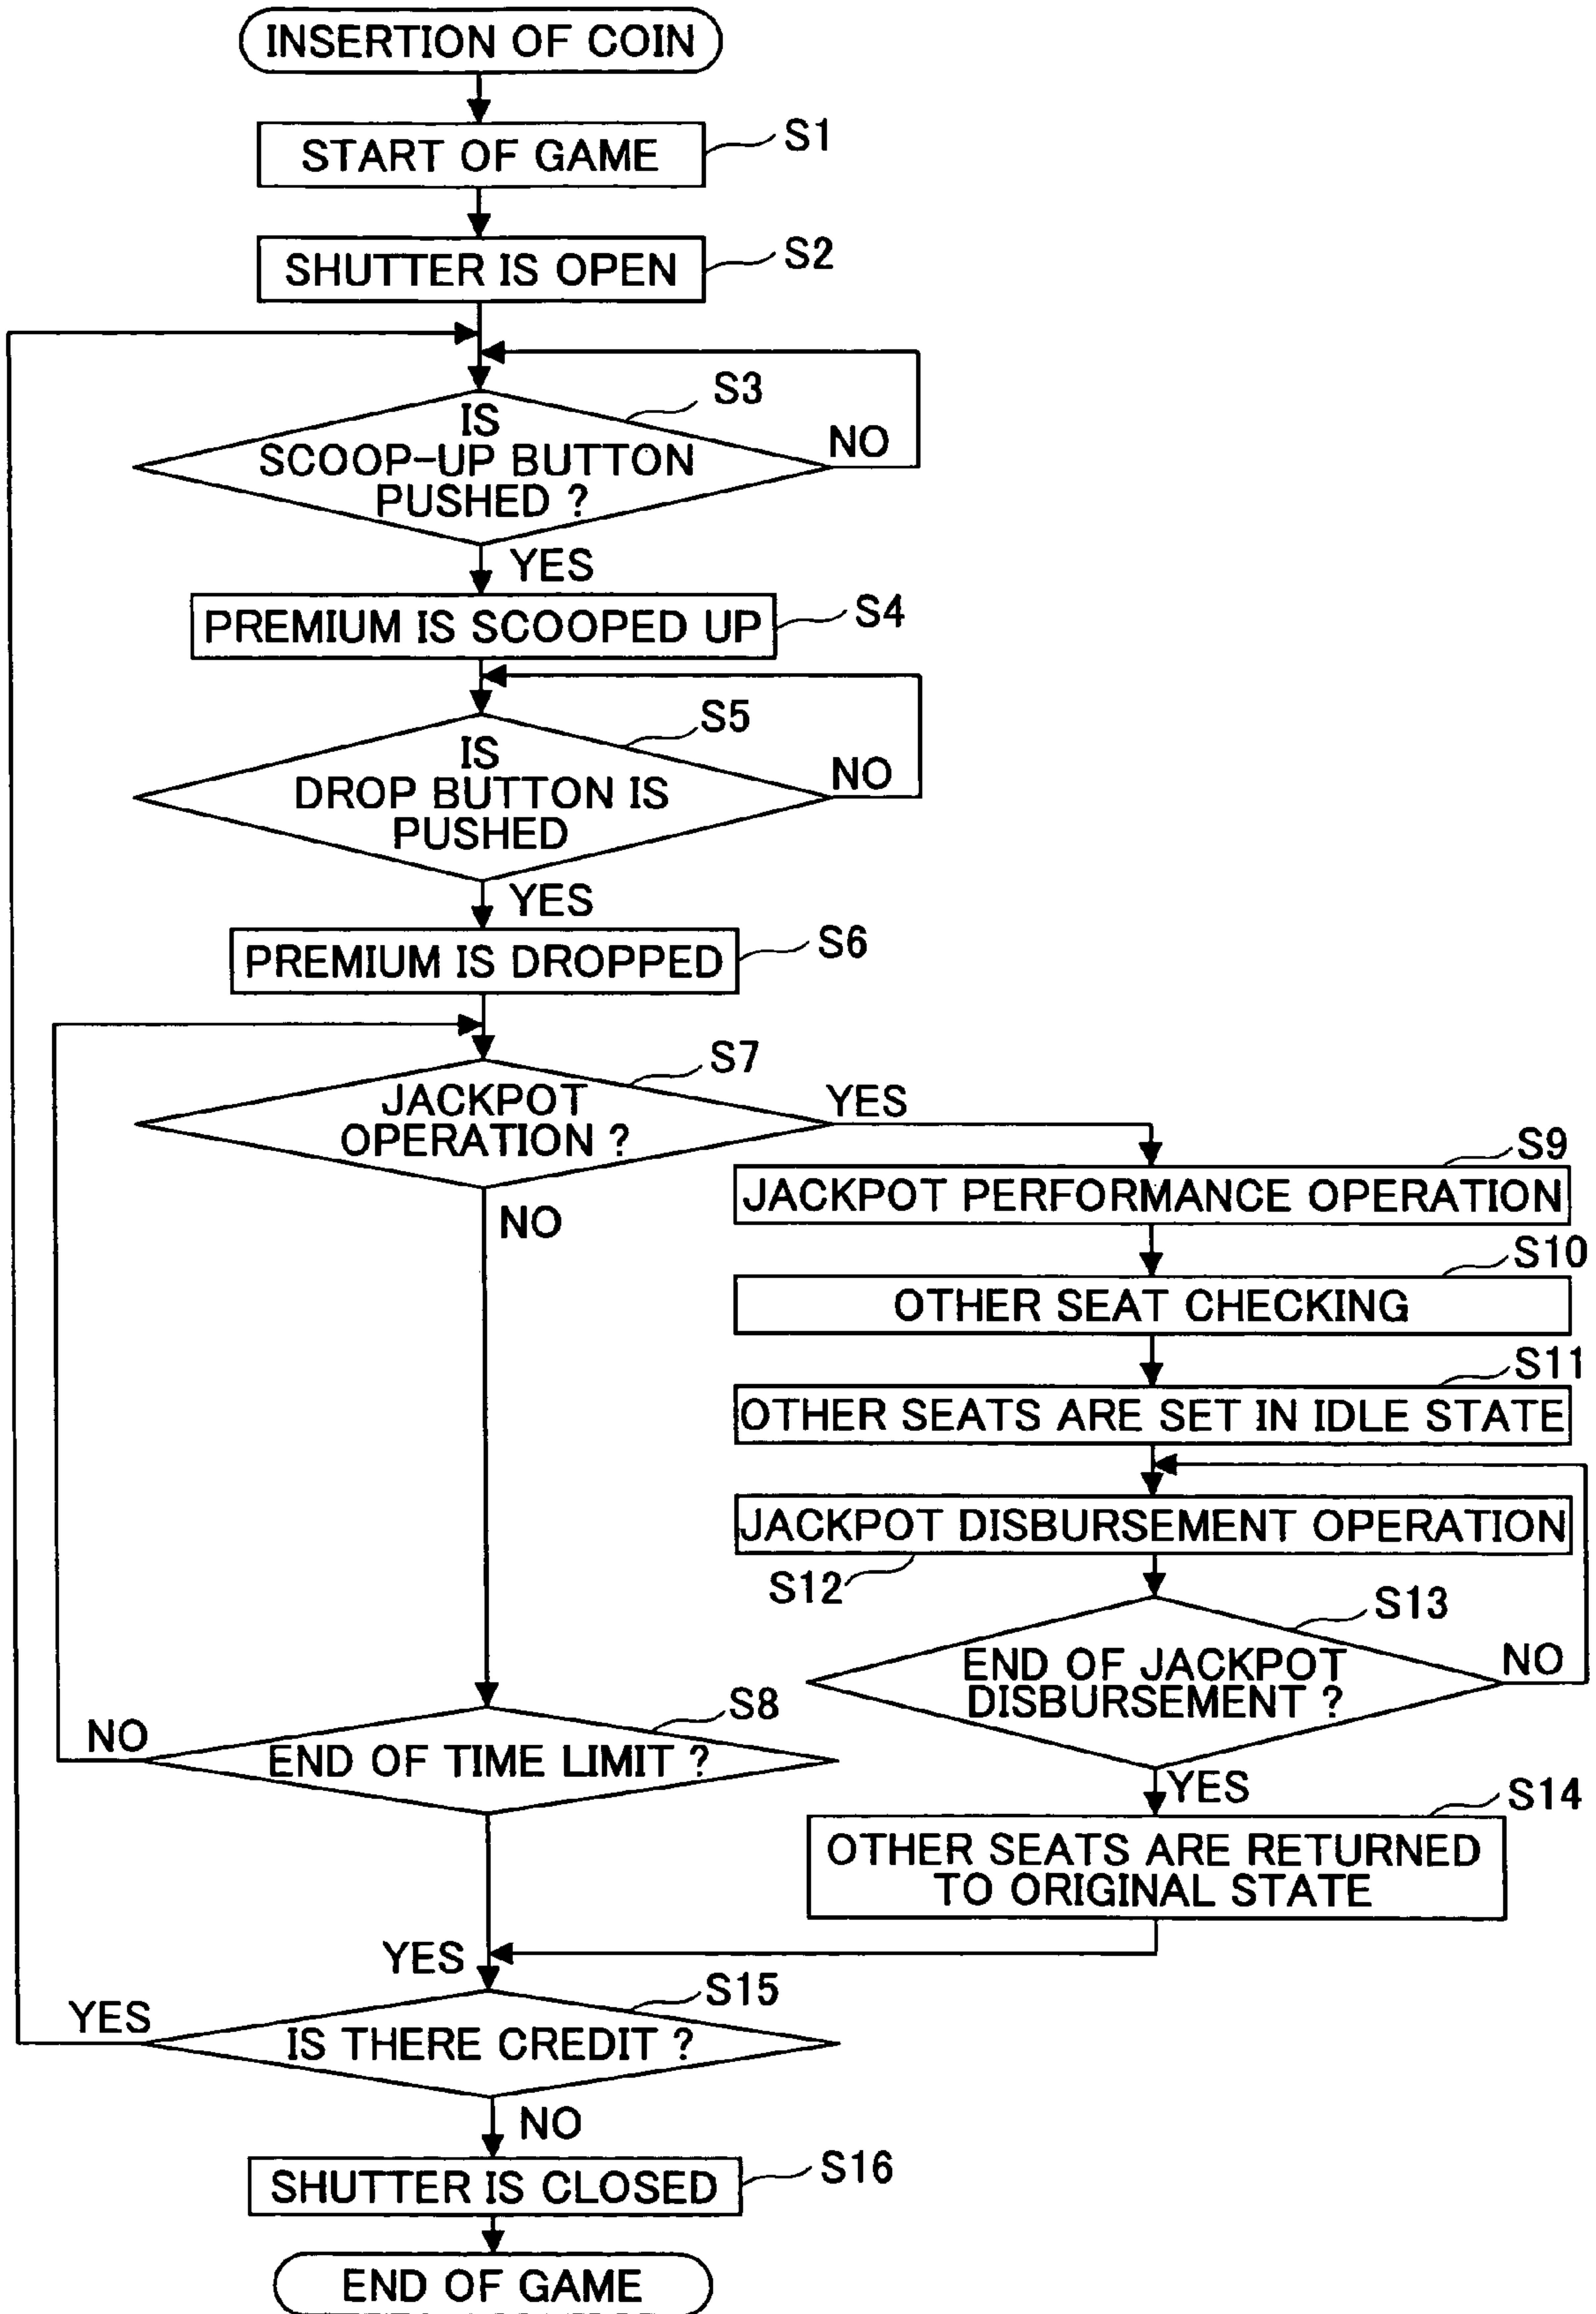 INSERTION OF COIN
START OF GAME
S1
SHUTTER IS OPEN
S2
S3
IS
SCOOP-UP BUTTON
PUSHED ?
NO
YES
PREMIUM IS SCOOPED UP
S4
S5
IS
DROP BUTTON IS
PUSHED
NO
YES
PREMIUM IS DROPPED
S6
S7
JACKPOT
OPERATION ?
YES
NO
S9
JACKPOT PERFORMANCE OPERATION
S10
OTHER SEAT CHECKING
S11
OTHER SEATS ARE SET IN IDLE STATE
JACKPOT DISBURSEMENT OPERATION
S12
S13
END OF JACKPOT
DISBURSEMENT ?
NO
YES
S14
OTHER SEATS ARE RETURNED
TO ORIGINAL STATE
S8
NO
END OF TIME LIMIT ?
YES
S15
YES
IS THERE CREDIT ?
NO
SHUTTER IS CLOSED
S16
END OF GAME